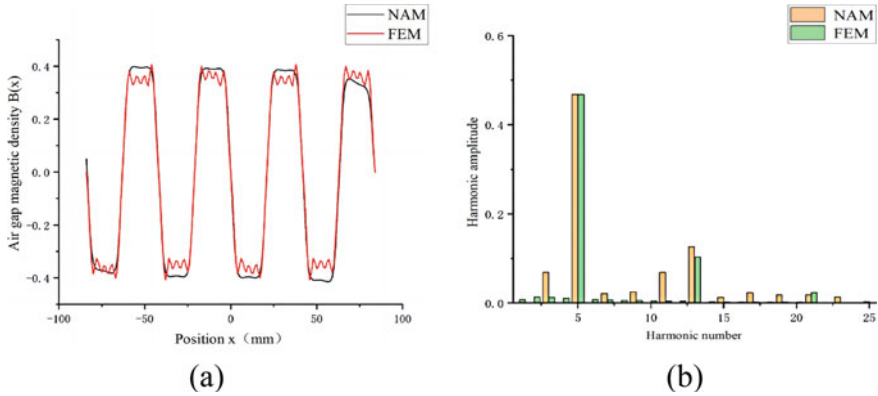 NAM
FEM
Air gap magnetic density B(x)
0.4
0.2
0.0
-0.2
-0.4
-100
-50
0
50
100
Position x（mm）
(a)
NAM
FEM
Harmonic amplitude
0.6
0.4
0.2
0.0
5
10
15
20
25
Harmonic number
(b)